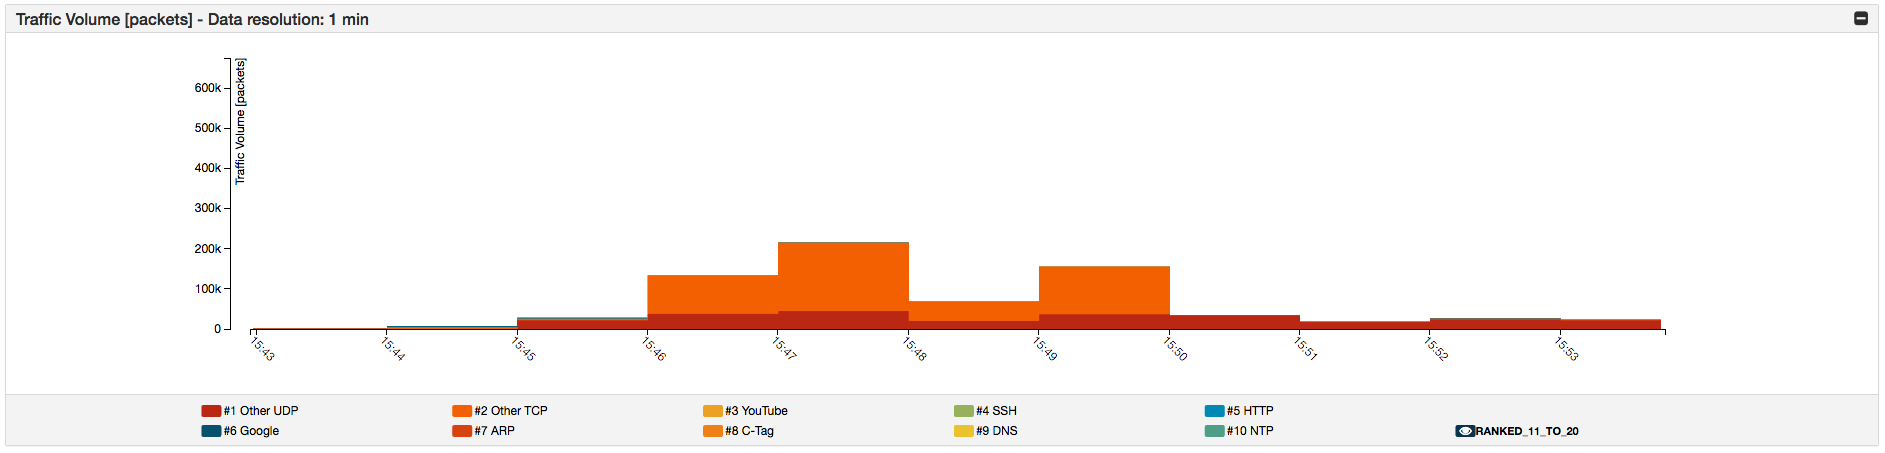 Traffic Volume [packets] - Data resolution: 1 min
Traffic Volume [packets]
600k
500k
400k
300k
200k
100k
0
15:43
15:44
15:45
15:46
15:47
15:48
15:49
15:50
15:51
15:52
15:53
#1 Other UDP
#2 Other TCP
#3 YouTube
#4 SSH
#5 HTTP
#6 Google
#7 ARP
#8 C-Tag
#9 DNS
#10 NTP
RANKED_11_TO_20